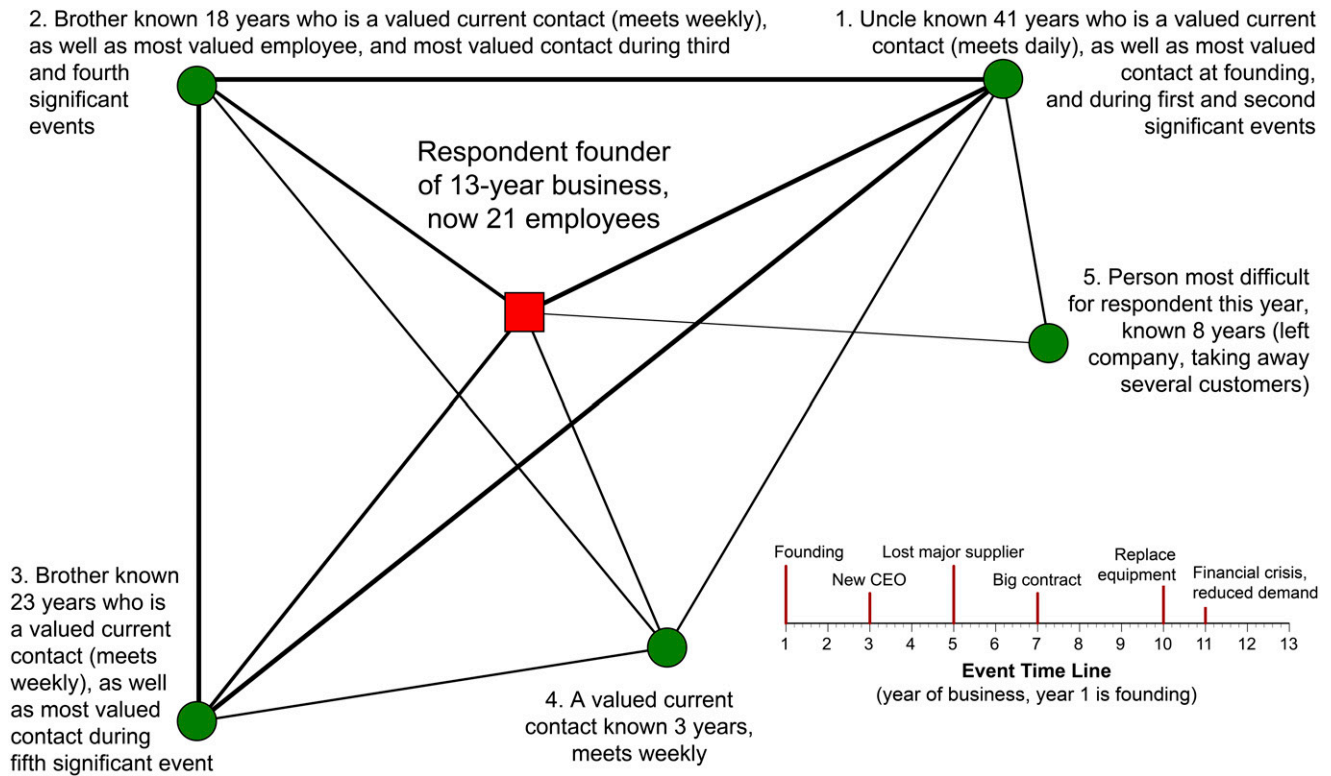 2. Brother known 18 years who is a valued current contact (meets weekly),
as well as most valued employee, and most valued contact during third
and fourth
significant
events
1. Uncle known 41 years who is a valued current
contact (meets daily), as well as most valued
contact at founding,
and during first and second
significant events
Respondent founder
of 13-year business,
now 21 employees
5. Person most difficult
for respondent this year,
known 8 years (left
company, taking away
several customers)
3. Brother known
23 years who is
a valued current
contact (meets
weekly), as well
as most valued
contact during
fifth significant event
4. A valued current
contact known 3 years,
meets weekly
Founding
New CEO
Lost major supplier
Big contract
Replace
equipment
Financial crisis,
reduced demand
1 2 3 4 5 6 7 8 9 10 11 12 13
Event Time Line
(year of business, year 1 is founding)